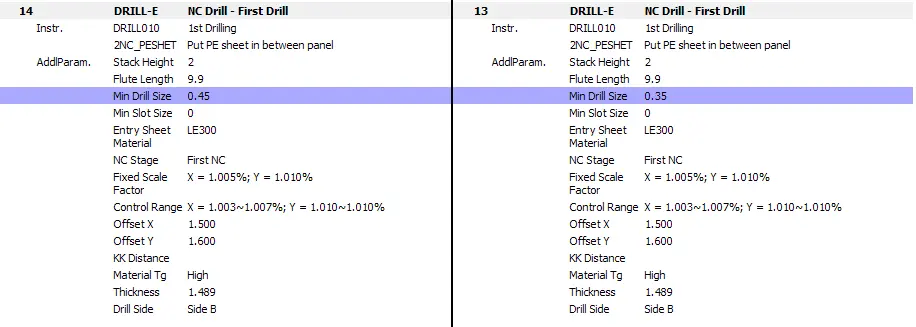 14 DRILL-E NC Drill - First Drill
Instr. DRILL010 1st Drilling
2NC_PESHET Put PE sheet in between panel
AddlParam. Stack Height 2
Flute Length 9.9
Min Drill Size 0.45
Min Slot Size 0
Entry Sheet LE300
Material
NC Stage First NC
Fixed Scale X = 1.005%; Y = 1.010%
Factor
Control Range X = 1.003~1.007%; Y = 1.010~1.010%
Offset X 1.500
Offset Y 1.600
KK Distance
Material Tg High
Thickness 1.489
Drill Side Side B
13 DRILL-E NC Drill - First Drill
Instr. DRILL010 1st Drilling
2NC_PESHET Put PE sheet in between panel
AddlParam. Stack Height 2
Flute Length 9.9
Min Drill Size 0.35
Min Slot Size 0
Entry Sheet LE300
Material
NC Stage First NC
Fixed Scale X = 1.005%; Y = 1.010%
Factor
Control Range X = 1.003~1.007%; Y = 1.010~1.010%
Offset X 1.500
Offset Y 1.600
KK Distance
Material Tg High
Thickness 1.489
Drill Side Side B